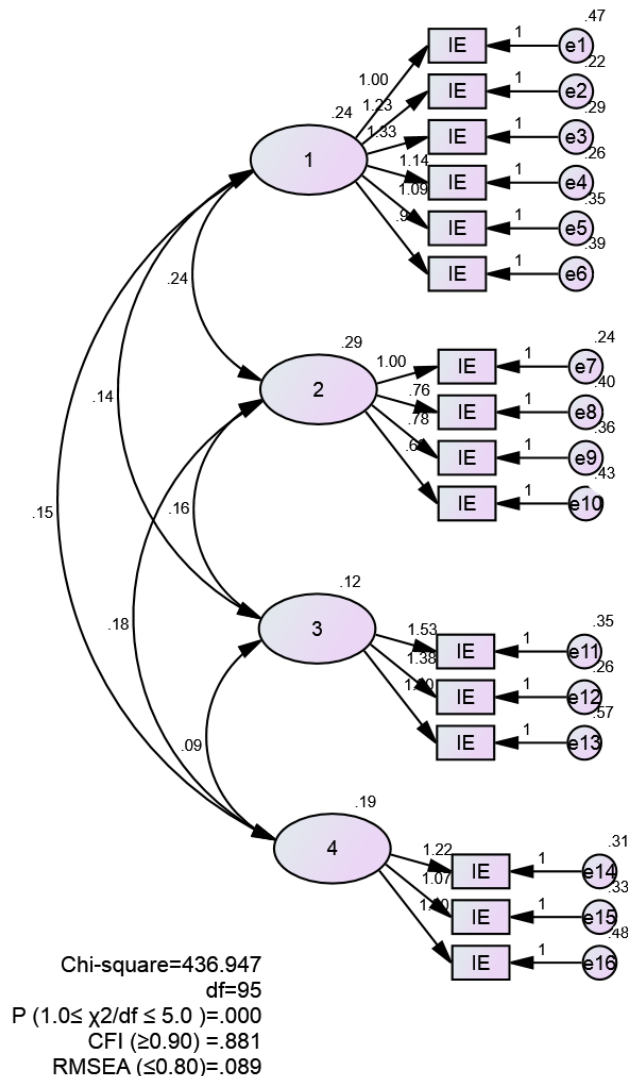 .47
1 e1
IE
.22
1.00
1 e2
IE
.29
.24 1.23
1 e3
IE
.26
1.33
1
1 e4
IE
.35
1.14
1 e5
IE
.39
1.09
1 e6
IE
.24
.29
.24
1.00 IE 1 e7
.40
2
.76 IE 1 e8
.36
.78 IE 1 e9
.43
IE 1 e10
.14
.16
.15
.18
.12
.35
3
1.53 IE 1 e11
.26
1.38 IE 1 e12
.57
IE 1 e13
.09
.19
.31
4
1.22 IE 1 e14
.33
1.07 IE 1 e15
.48
IE 1 e16
Chi-square=436.947
df=95
P (1.0≤ χ2/df ≤ 5.0 )=.000
CFI (≥0.90) =.881
RMSEA (≤0.80)=.089